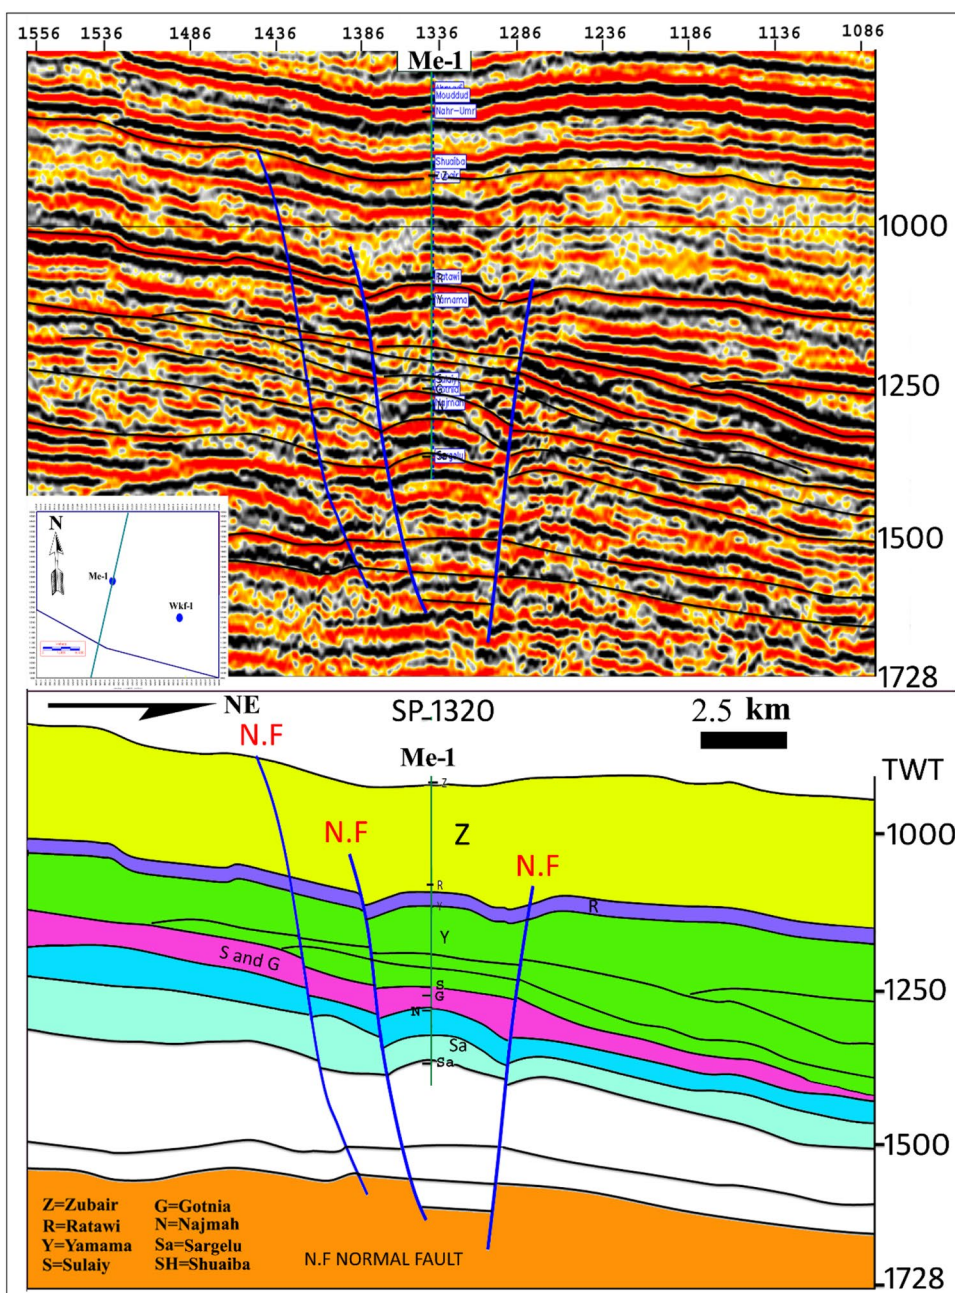 1556 1536 1486 1436 1386 1336 1286 1236 1186 1136 1086
Me-1
Mouddud
Nahr-Umr
Shuaiba
1000
Ratawi
R
Y
Yamama
1250
G
Najmah
N
Sargelu
1500
N
Me-1
Wkf-1
1728
NE
SP_1320
2.5 km
N.F
Me-1
TWT
Z
N.F
Z
1000
N.F
R
R
Y
Y
S and G
S
G
1250
N
Sa
Sa
1500
Z=Zubair G=Gotnia
R=Ratawi N=Najmah
Y=Yamama Sa=Sargelu
S=Sulaiy SH=Shuaiba
N.F NORMAL FAULT
1728